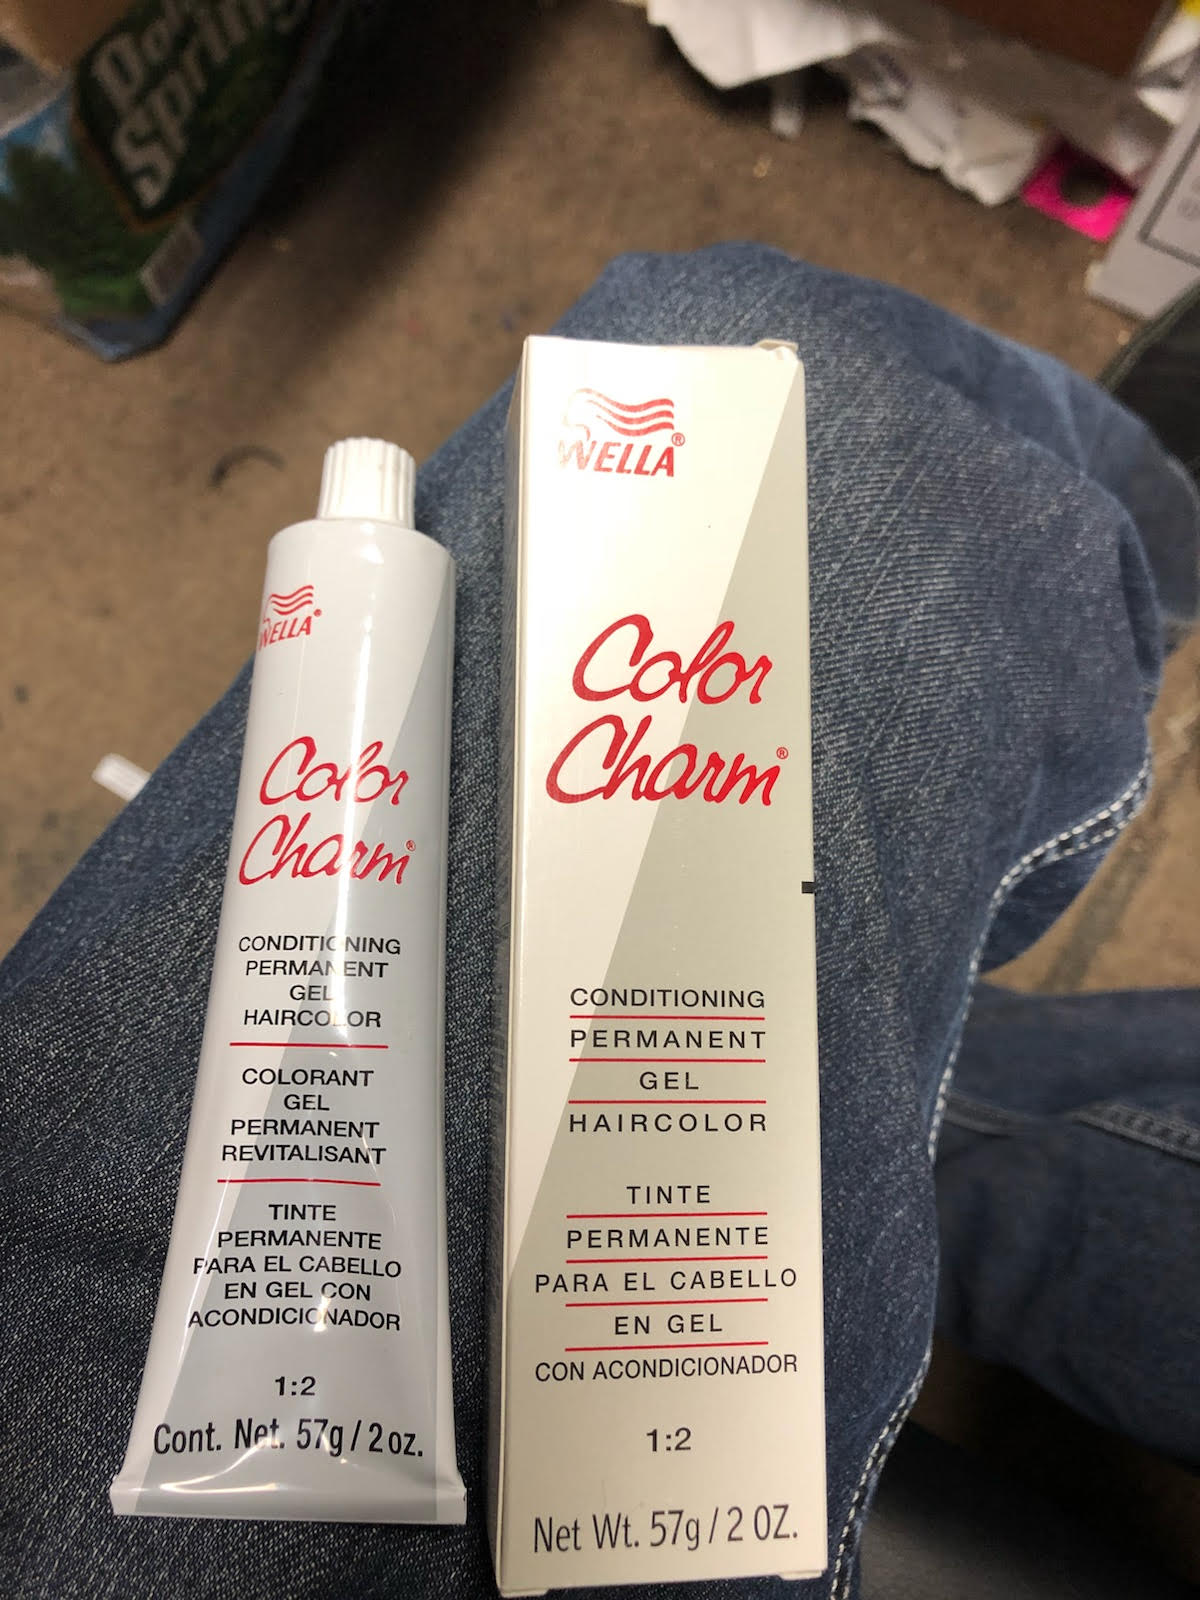 Spring
WELLA®
Color
Charm®
CONDITIONING
PERMANENT
GEL
HAIRCOLOR
COLORANT
GEL
PERMANENT
REVITALISANT
TINTE
PERMANENTE
PARA EL CABELLO
EN GEL CON
ACONDICIONADOR
1:2
Cont. Net. 57g / 2 oz.
WELLA®
Color
Charm®
CONDITIONING
PERMANENT
GEL
HAIRCOLOR
TINTE
PERMANENTE
PARA EL CABELLO
EN GEL
CON ACONDICIONADOR
1:2
Net Wt. 57g / 2 OZ.